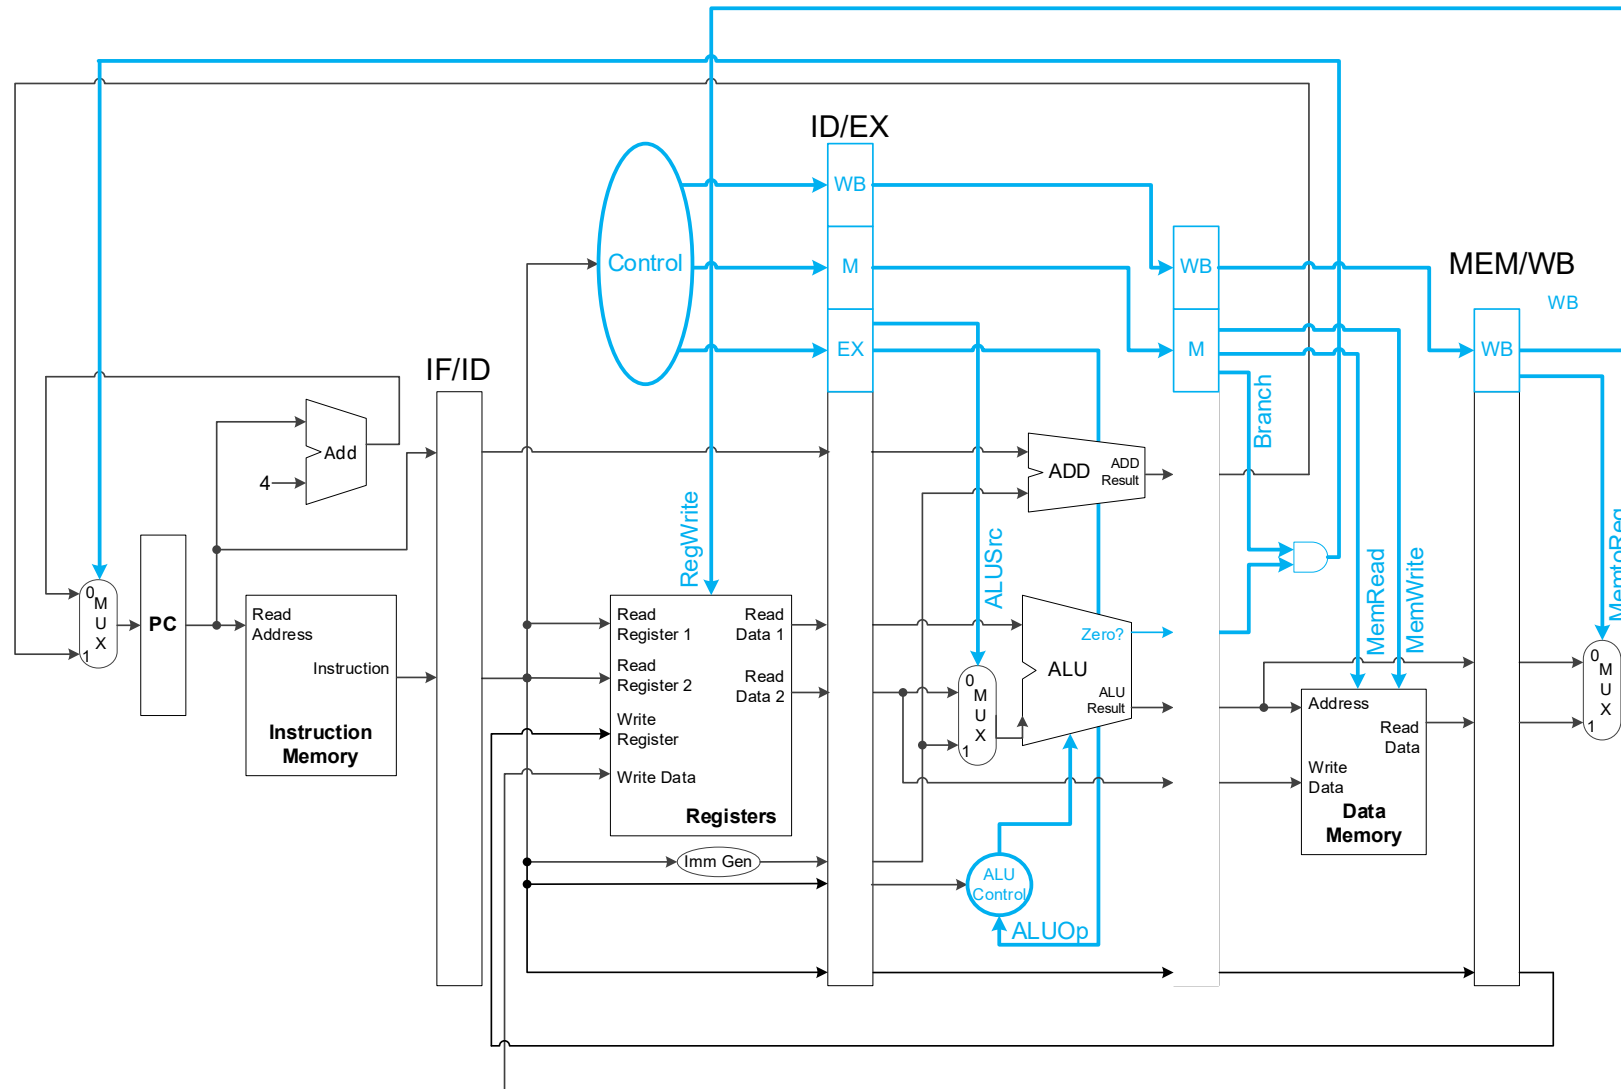 ID/EX
WB
Control
M
WB
MEM/WB
WB
EX
M
WB
IF/ID
Branch
Add
4
ADD
ADD
Result
RegWrite
ALUSrc
MemRead
MemWrite
MemtoReg
0
M
U
X
1
PC
Read
Address
Instruction
Instruction
Memory
Read
Register 1
Read
Register 2
Write
Register
Write Data
Read
Data 1
Read
Data 2
Registers
Imm Gen
0
M
U
X
1
Zero?
ALU
ALU
Result
ALU
Control
ALUOp
Address
Read
Data
Write
Data
Data
Memory
0
M
U
X
1